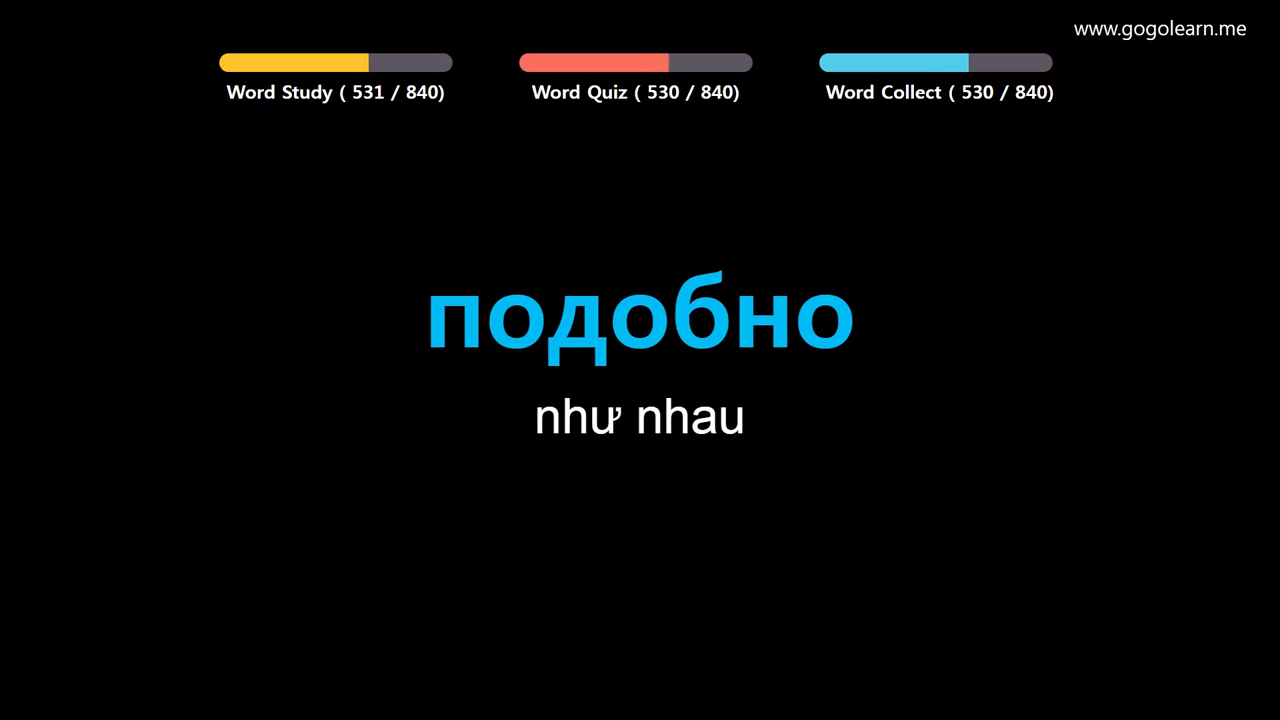 www.gogolearn.me
Word Study ( 531 / 840)
Word Quiz ( 530 / 840)
Word Collect ( 530 / 840)
подобно
như nhau